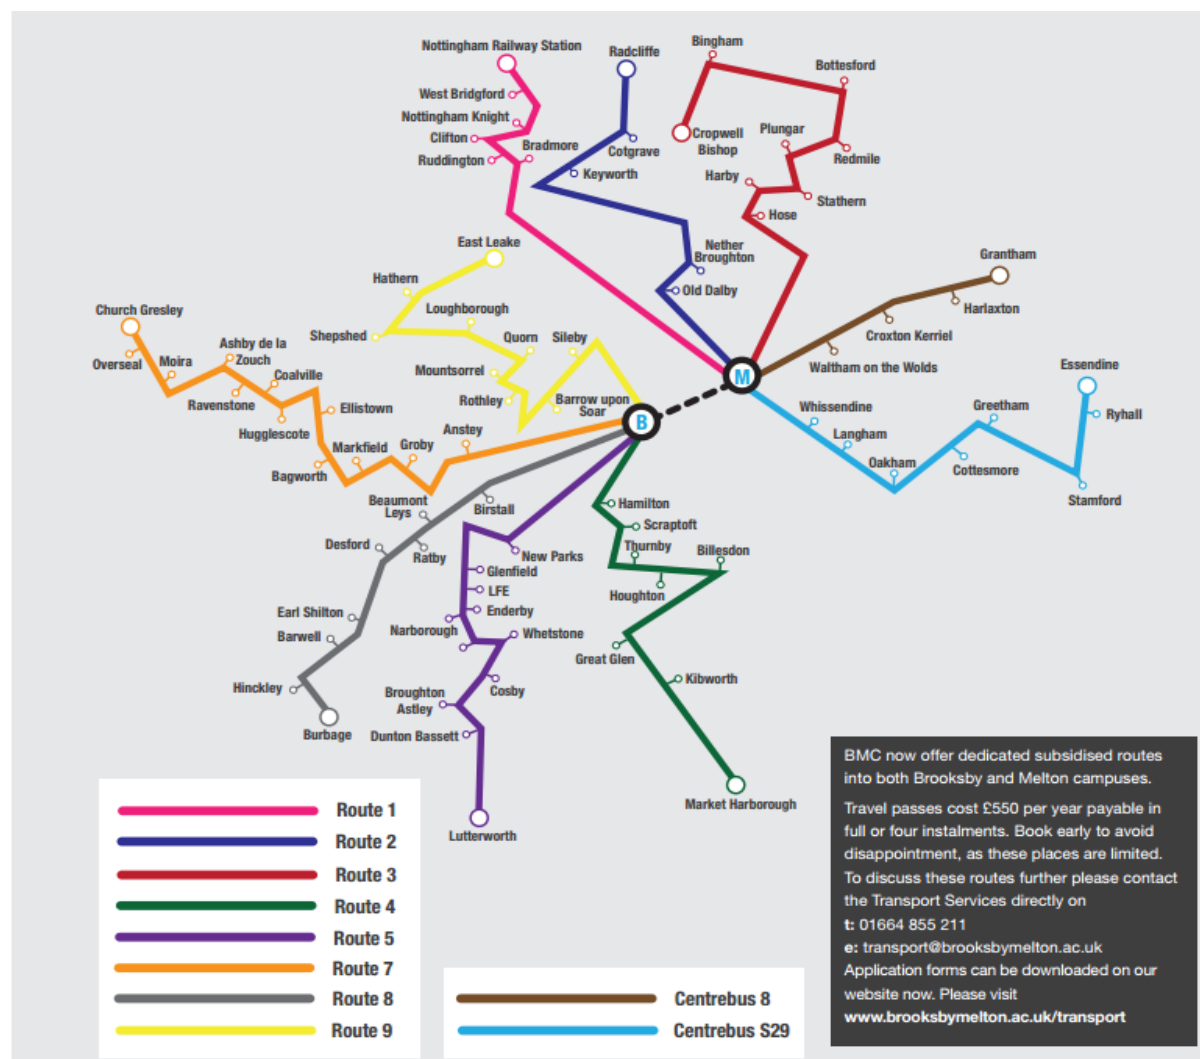 Nottingham Railway Station
West Bridgford
Nottingham Knight
Clifton
Ruddington
Bradmore
Radcliffe
Cotgrave
Keyworth
Nether
Broughton
Old Dalby
Bingham
Bottesford
Cropwell
Bishop
Plungar
Redmile
Harby
Stathern
Hose
East Leake
Hathern
Loughborough
Shepshed
Quorn
Sileby
Mountsorrel
Rothley
Barrow upon
Soar
Grantham
Harlaxton
Croxton Kerriel
Waltham on the Wolds
M
B
Essendine
Ryhall
Whissendine
Greetham
Langham
Oakham
Cottesmore
Stamford
Church Gresley
Overseal
Moira
Ashby de la
Zouch
Coalville
Ravenstone
Hugglescote
Ellistown
Markfield
Bagworth
Groby
Anstey
Beaumont
Leys
Birstall
Desford
Ratby
Earl Shilton
Barwell
Hinckley
Burbage
New Parks
Glenfield
LFE
Enderby
Narborough
Whetstone
Cosby
Broughton
Astley
Dunton Bassett
Lutterworth
Hamilton
Scraptoft
Thurnby
Billesdon
Houghton
Great Glen
Kibworth
Market Harborough
Route 1
Route 2
Route 3
Route 4
Route 5
Route 7
Route 8
Route 9
Centrebus 8
Centrebus S29
BMC now offer dedicated subsidised routes
into both Brooksby and Melton campuses.
Travel passes cost £550 per year payable in
full or four instalments. Book early to avoid
disappointment, as these places are limited.
To discuss these routes further please contact
the Transport Services directly on
t: 01664 855 211
e: transport@brooksbymelton.ac.uk
Application forms can be downloaded on our
website now. Please visit
www.brooksbymelton.ac.uk/transport